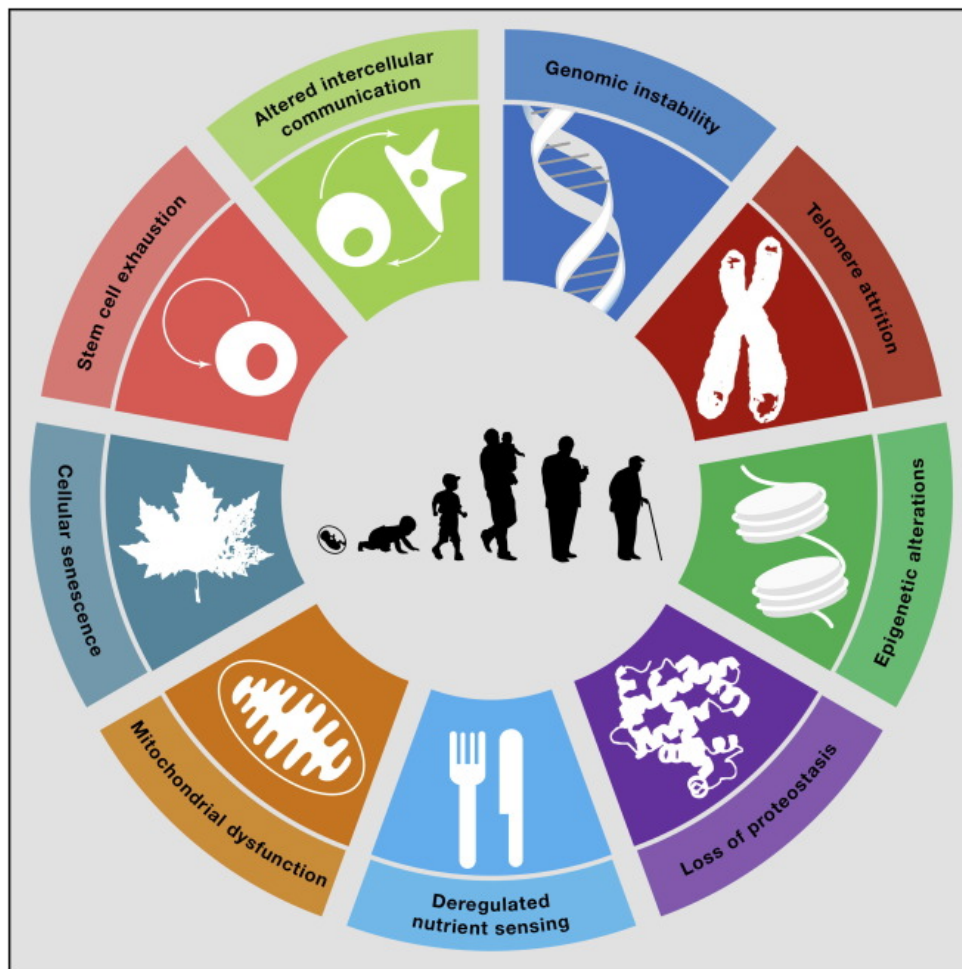 Genomic instability
Telomere attrition
Epigenetic alterations
Loss of proteostasis
Deregulated
nutrient sensing
Mitochondrial dysfunction
Cellular senescence
Stem cell exhaustion
Altered intercellular
communication